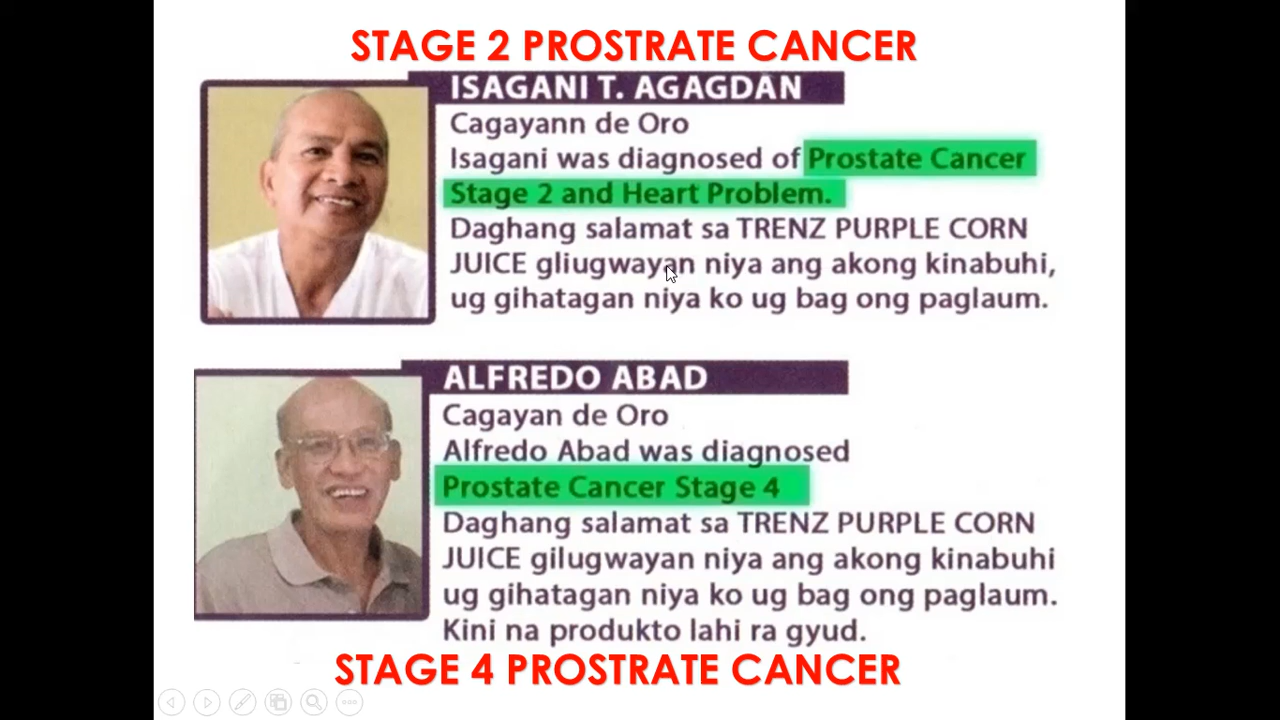 STAGE 2 PROSTRATE CANCER
ISAGANI T. AGAGDAN
Cagayann de Oro
Isagani was diagnosed of Prostate Cancer
Stage 2 and Heart Problem.
Daghang salamat sa TRENZ PURPLE CORN
JUICE gliugwayan niya ang akong kinabuhi,
ug gihatagan niya ko ug bag ong paglaum.
ALFREDO ABAD
Cagayan de Oro
Alfredo Abad was diagnosed
Prostate Cancer Stage 4
Daghang salamat sa TRENZ PURPLE CORN
JUICE gilugwayan niya ang akong kinabuhi
ug gihatagan niya ko ug bag ong paglaum.
Kini na produkto lahi ra gyud.
STAGE 4 PROSTRATE CANCER